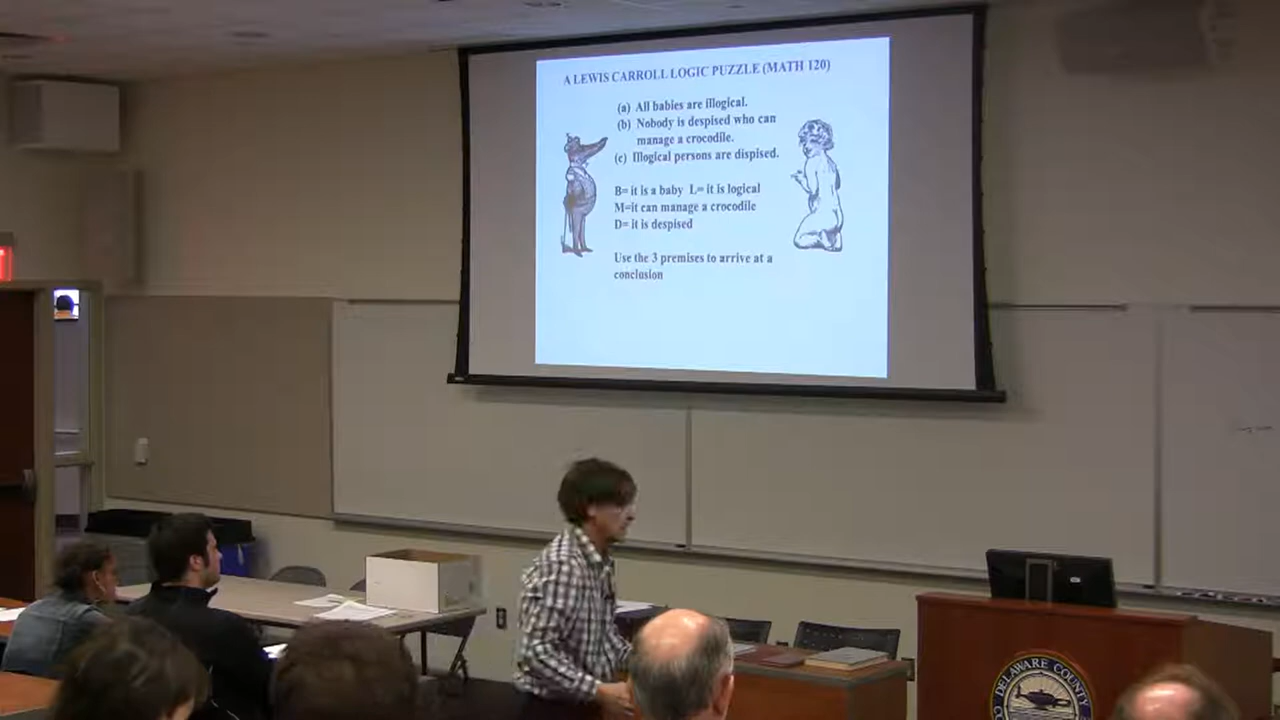 A LEWIS CARROLL LOGIC PUZZLE (MATH 120)
(a) All babies are illogical.
(b) Nobody is despised who can
manage a crocodile.
(c) Illogical persons are dispised.
B= it is a baby L= it is logical
M=it can manage a crocodile
D= it is despised
Use the 3 premises to arrive at a
conclusion
DELAWARE COUNTY